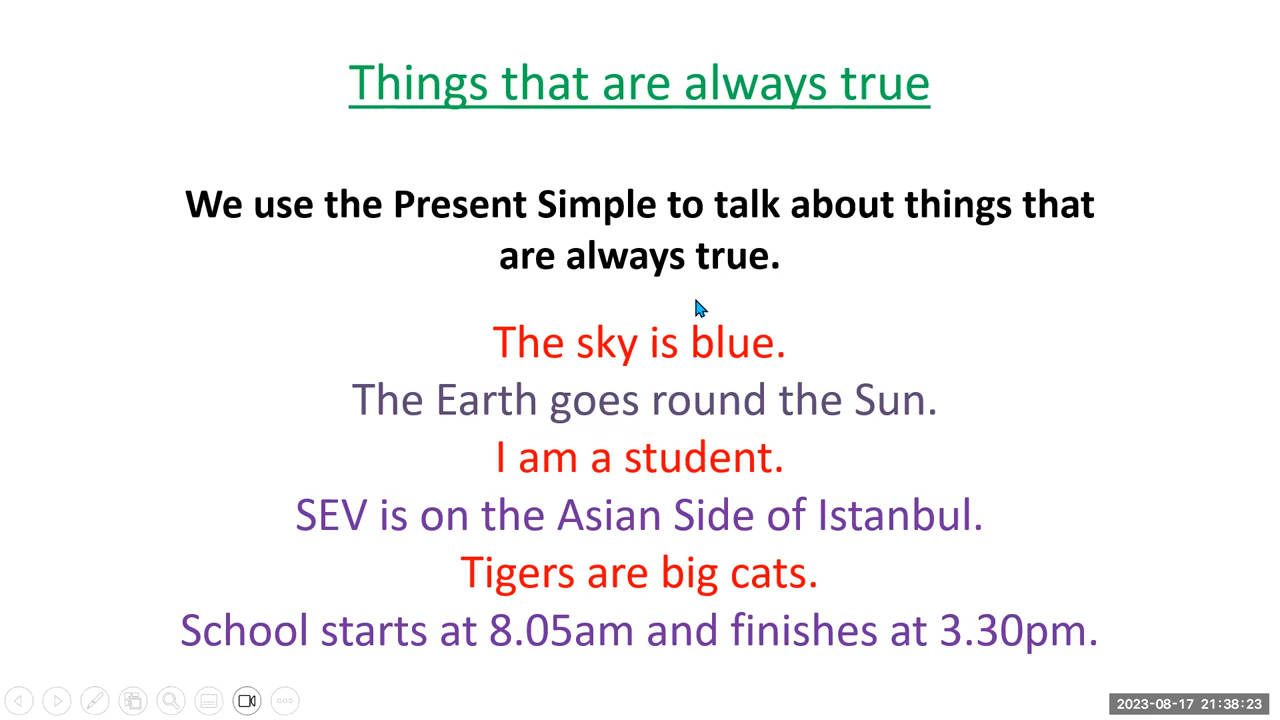 Things that are always true
We use the Present Simple to talk about things that
are always true.
The sky is blue.
The Earth goes round the Sun.
I am a student.
SEV is on the Asian Side of Istanbul.
Tigers are big cats.
School starts at 8.05am and finishes at 3.30pm.
2023-08-17 21:38:23